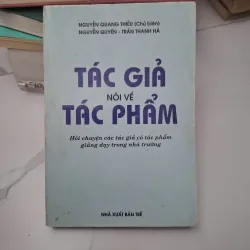 NGUYỄN QUANG THIỀU (Chủ biên)
NGUYỄN QUYẾN - TRẦN THANH HÀ
TÁC GIẢ
NÓI VỀ
TÁC PHẨM
Hỏi chuyện các tác giả có tác phẩm
giảng dạy trong nhà trường
NHÀ XUẤT BẢN TRẺ